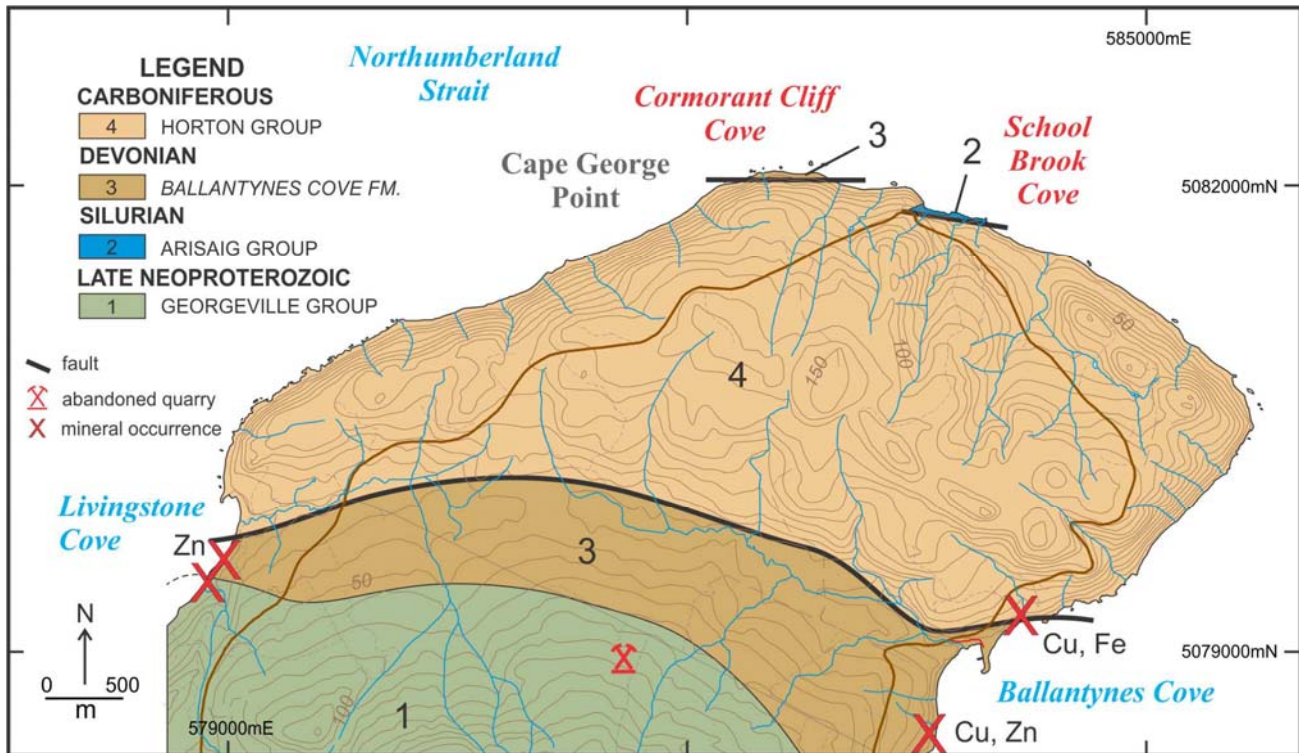 LEGEND
CARBONIFEROUS
4 HORTON GROUP
DEVONIAN
3 BALLANTYNES COVE FM.
SILURIAN
2 ARISAIG GROUP
LATE NEOPROTEROZOIC
1 GEORGEVILLE GROUP
fault
abandoned quarry
mineral occurrence
Northumberland
Strait
Cormorant Cliff
Cove
School
Brook
Cove
Cape George
Point
585000mE
5082000mN
3
2
50
100
150
4
Livingstone
Cove
Zn
3
50
N
0 500
m
100
1
579000mE
Cu, Fe
5079000mN
Ballantynes Cove
Cu, Zn